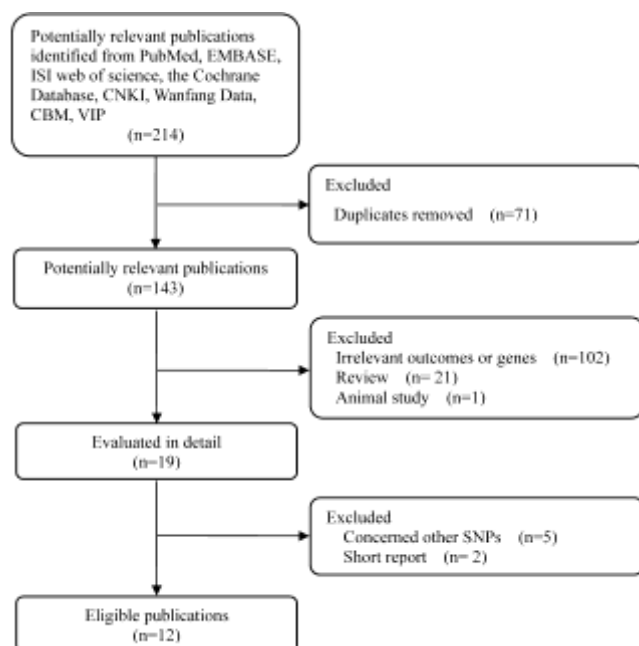 Potentially relevant publications
identified from PubMed, EMBASE,
ISI web of science, the Cochrane
Database, CNKI, Wanfang Data,
CBM, VIP
(n=214)
Excluded
Duplicates removed (n=71)
Potentially relevant publications
(n=143)
Excluded
Irrelevant outcomes or genes (n=102)
Review (n= 21)
Animal study (n=1)
Evaluated in detail
(n=19)
Excluded
Concerned other SNPs (n=5)
Short report (n= 2)
Eligible publications
(n=12)